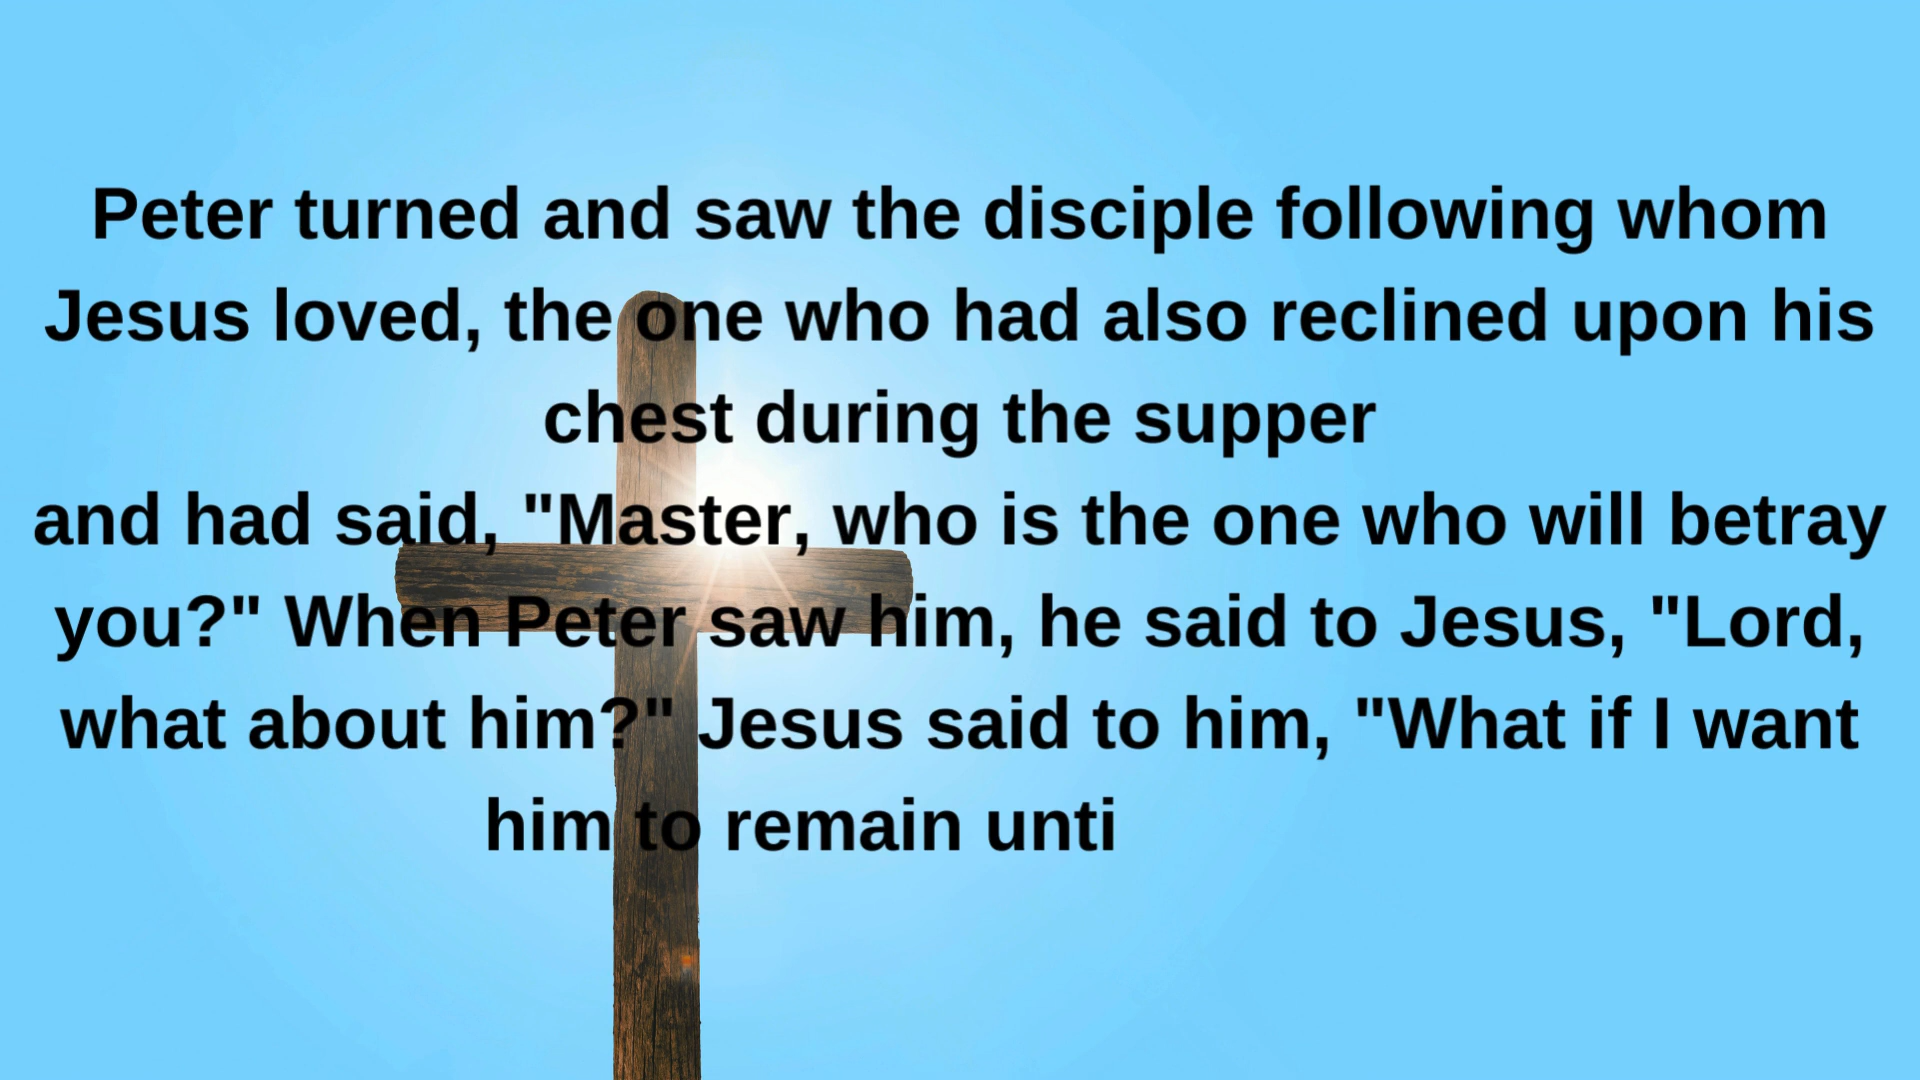 Peter turned and saw the disciple following whom
Jesus loved, the one who had also reclined upon his
chest during the supper
and had said, "Master, who is the one who will betray
you?" When Peter saw him, he said to Jesus, "Lord,
what about him?" Jesus said to him, "What if I want
him to remain unti